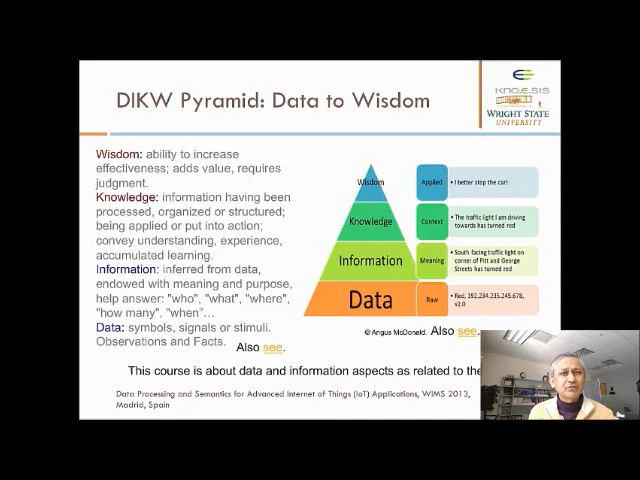 DIKW Pyramid: Data to Wisdom
KNO.E.SIS
WRIGHT STATE
UNIVERSITY
Wisdom: ability to increase
effectiveness; adds value, requires
judgment.
Knowledge: information having been
processed, organized or structured;
being applied or put into action;
convey understanding, experience,
accumulated learning.
Information: inferred from data,
endowed with meaning and purpose,
help answer: "who", "what", "where",
"how many", "when"...
Data: symbols, signals or stimuli.
Observations and Facts.
Also see.
Wisdom
Applied
• I better stop the car!
Knowledge
Context
• The traffic light I am driving
towards has turned red
Information
Meaning
• South facing traffic light on
corner of Pitt and George
Streets has turned red
Data
Raw
• Red, 192.234.235.245.678,
v2.0
© Angus McDonald. Also see.
This course is about data and information aspects as related to the
Data Processing and Semantics for Advanced Internet of Things (IoT) Applications, WIMS 2013,
Madrid, Spain